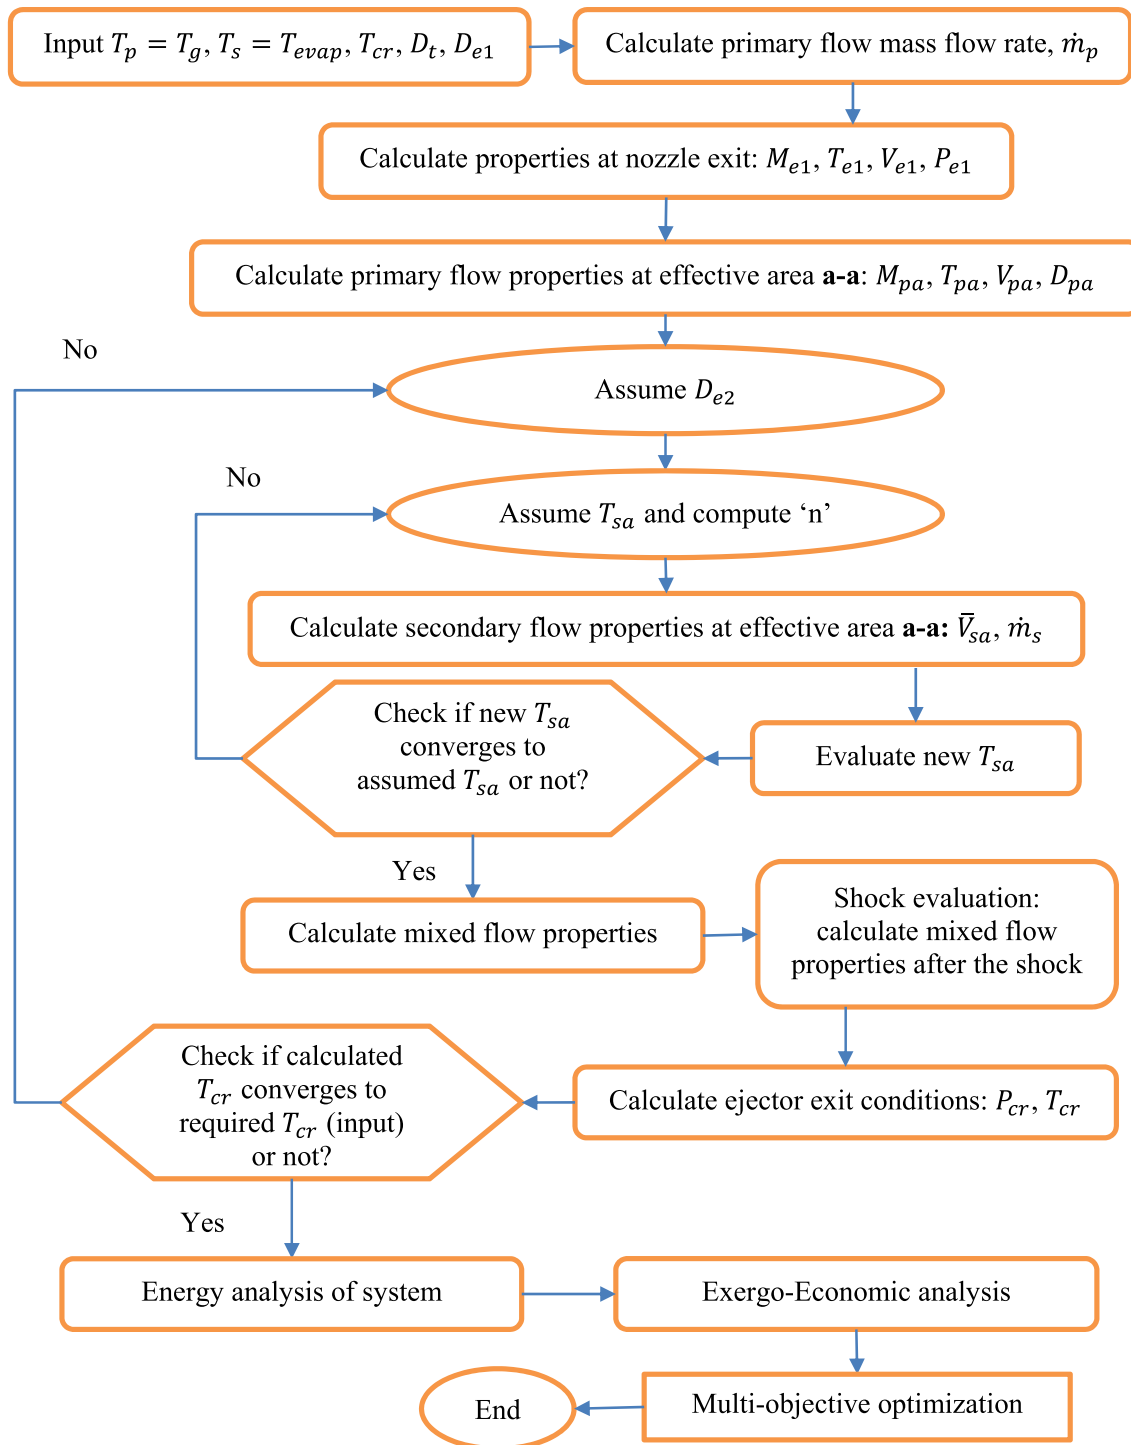 Input T_p = T_g, T_s = T_evap, T_cr, D_t, D_e1
Calculate primary flow mass flow rate, ṁ_p
Calculate properties at nozzle exit: M_e1, T_e1, V_e1, P_e1
Calculate primary flow properties at effective area a-a: M_pa, T_pa, V_pa, D_pa
No
Assume D_e2
No
Assume T_sa and compute ‘n’
Calculate secondary flow properties at effective area a-a: V̄_sa, ṁ_s
Check if new T_sa
converges to
assumed T_sa or not?
Evaluate new T_sa
Yes
Calculate mixed flow properties
Shock evaluation:
calculate mixed flow
properties after the shock
Check if calculated
T_cr converges to
required T_cr (input)
or not?
Calculate ejector exit conditions: P_cr, T_cr
Yes
Energy analysis of system
Exergo-Economic analysis
End
Multi-objective optimization